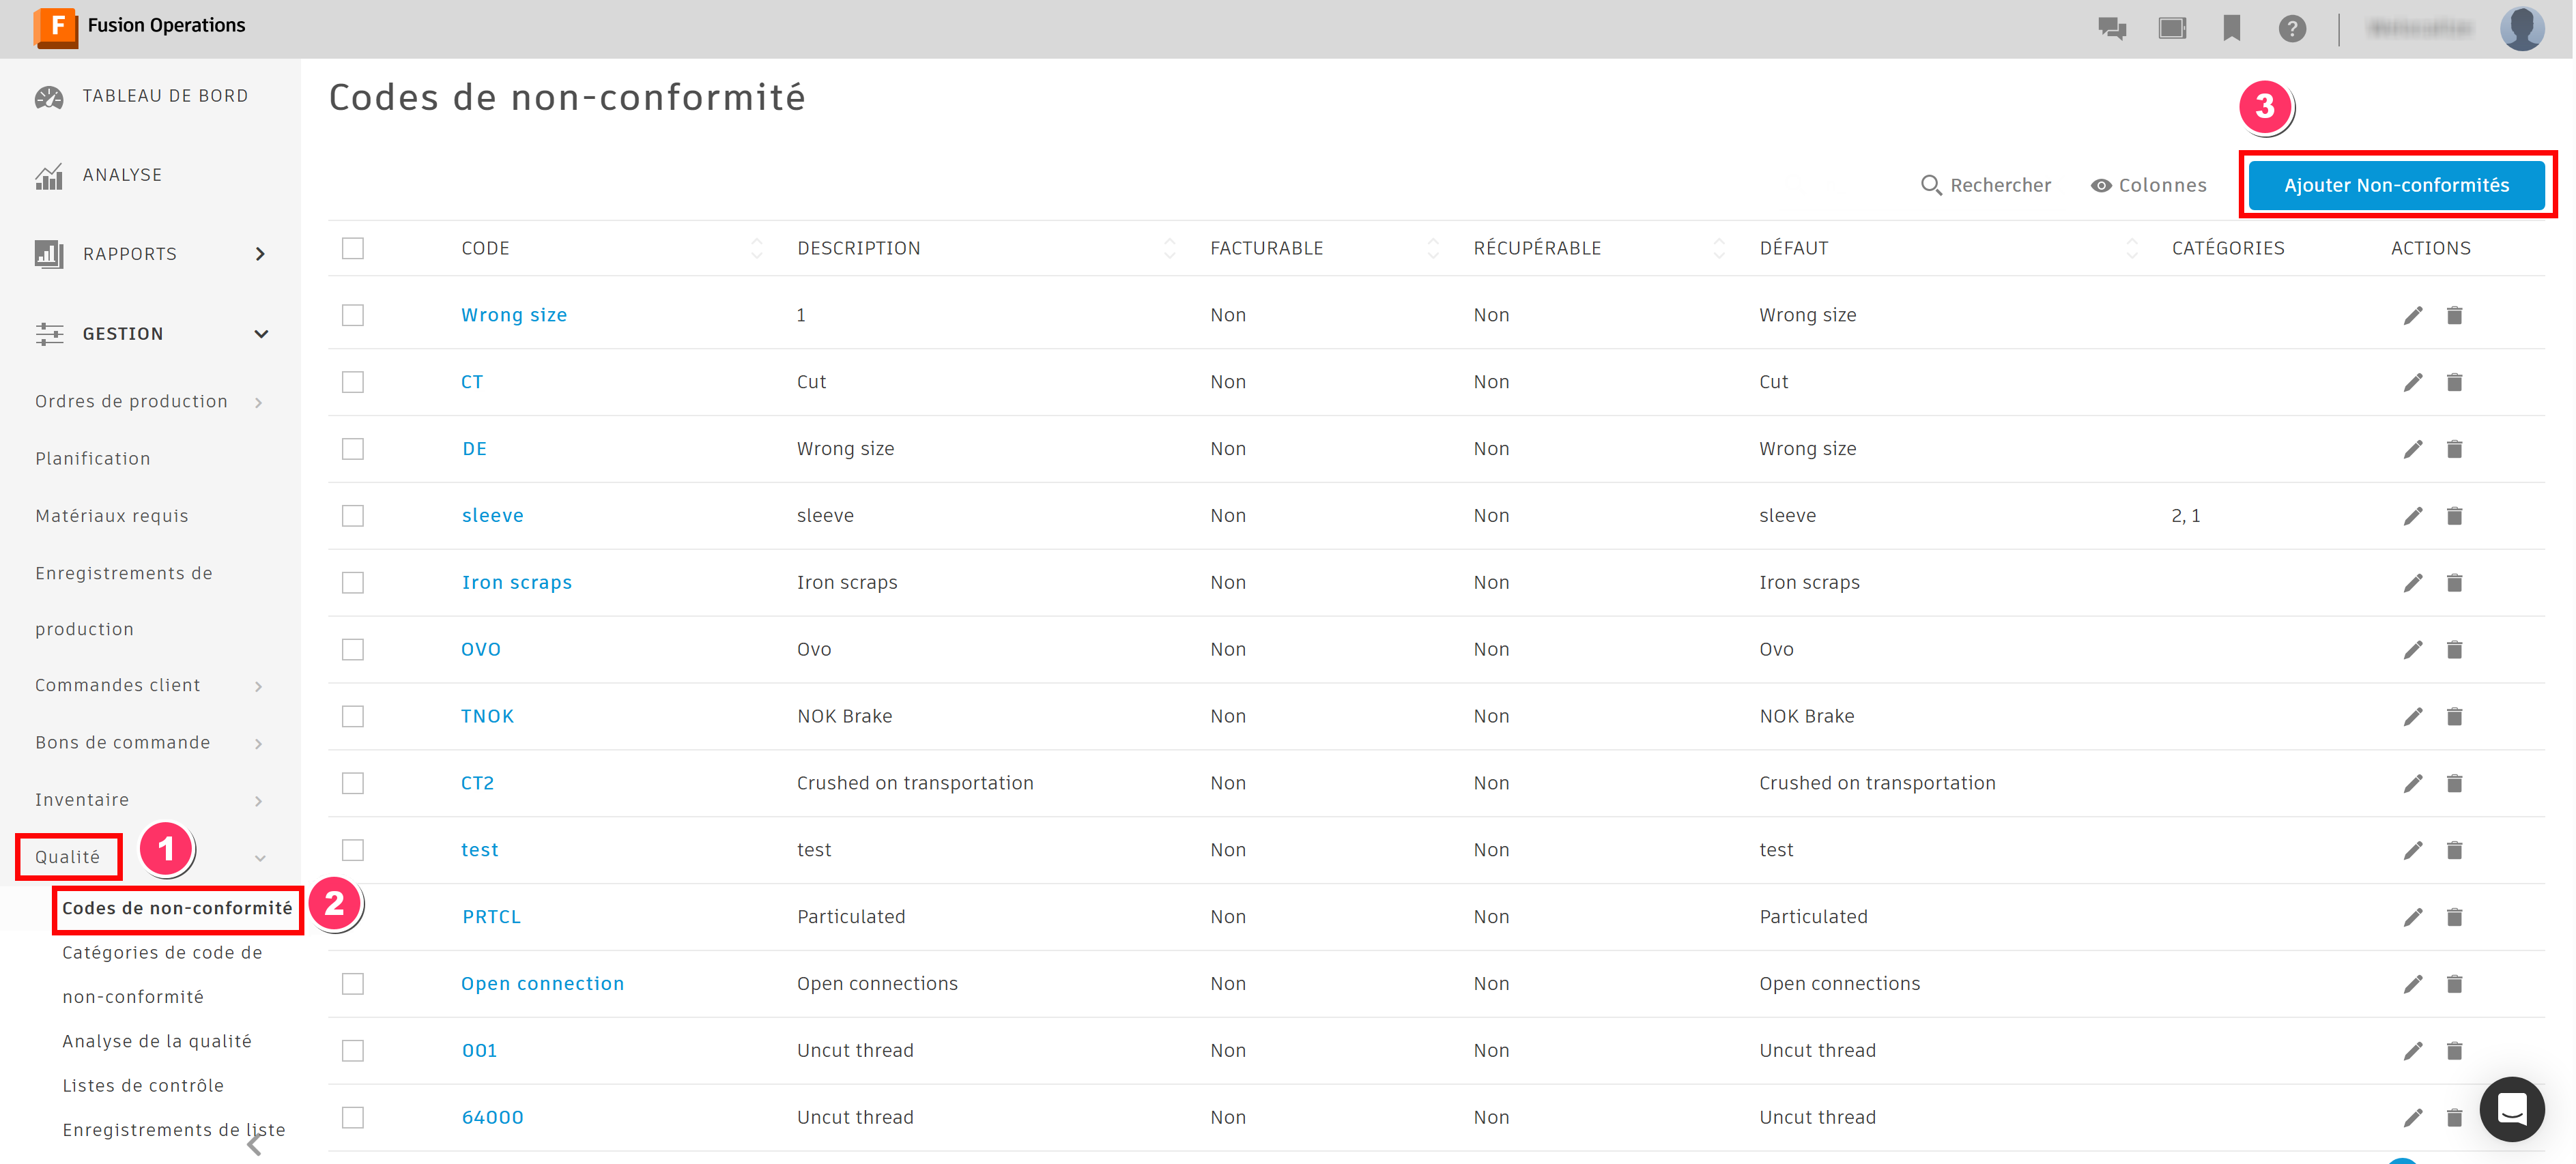 Fusion Operations
TABLEAU DE BORD
ANALYSE
RAPPORTS
GESTION
Ordres de production
Planification
Matériaux requis
Enregistrements de
production
Commandes client
Bons de commande
Inventaire
Qualité
1
Codes de non-conformité
2
Catégories de code de
non-conformité
Analyse de la qualité
Listes de contrôle
Enregistrements de liste
Codes de non-conformité
3
Rechercher Colonnes Ajouter Non-conformités
CODE DESCRIPTION FACTURABLE RÉCUPÉRABLE DÉFAUT CATÉGORIES ACTIONS
Wrong size 1 Non Non Wrong size
CT Cut Non Non Cut
DE Wrong size Non Non Wrong size
sleeve sleeve Non Non sleeve 2, 1
Iron scraps Iron scraps Non Non Iron scraps
OVO Ovo Non Non Ovo
TNOK NOK Brake Non Non NOK Brake
CT2 Crushed on transportation Non Non Crushed on transportation
test test Non Non test
PRTCL Particulated Non Non Particulated
Open connection Open connections Non Non Open connections
001 Uncut thread Non Non Uncut thread
64000 Uncut thread Non Non Uncut thread